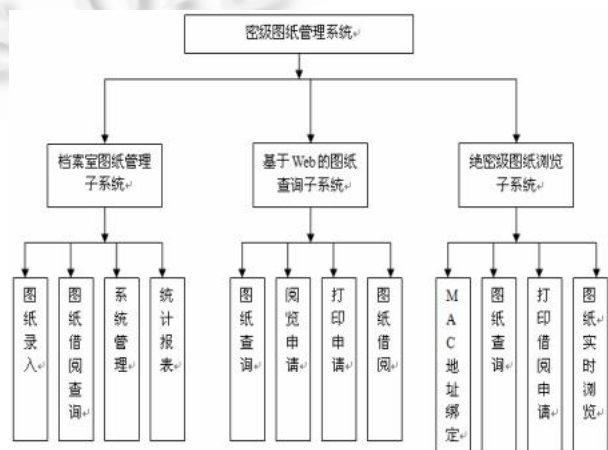 密级图纸管理系统
档案室图纸管理
子系统
基于 Web 的图纸
查询子系统
绝密级图纸浏览
子系统
图纸录入
图纸借阅查询
系统管理
统计报表
图纸查询
阅览申请
打印申请
图纸借阅
MAC地址绑定
图纸查询
打印借阅申请
图纸实时浏览